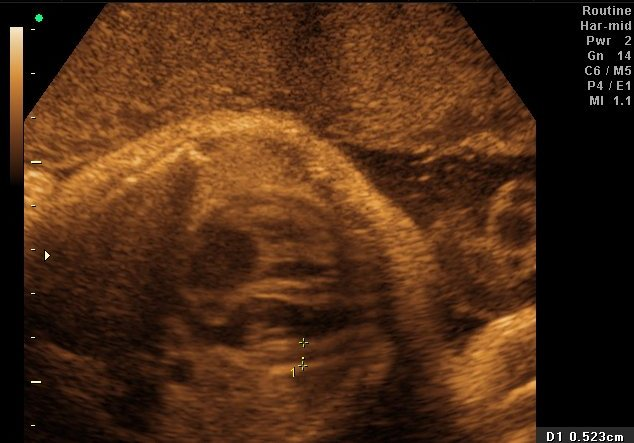 Routine
Har-mid
Pwr 2
Gn 14
C6 / M5
P4 / E1
MI 1.1
1
D1 0.523cm